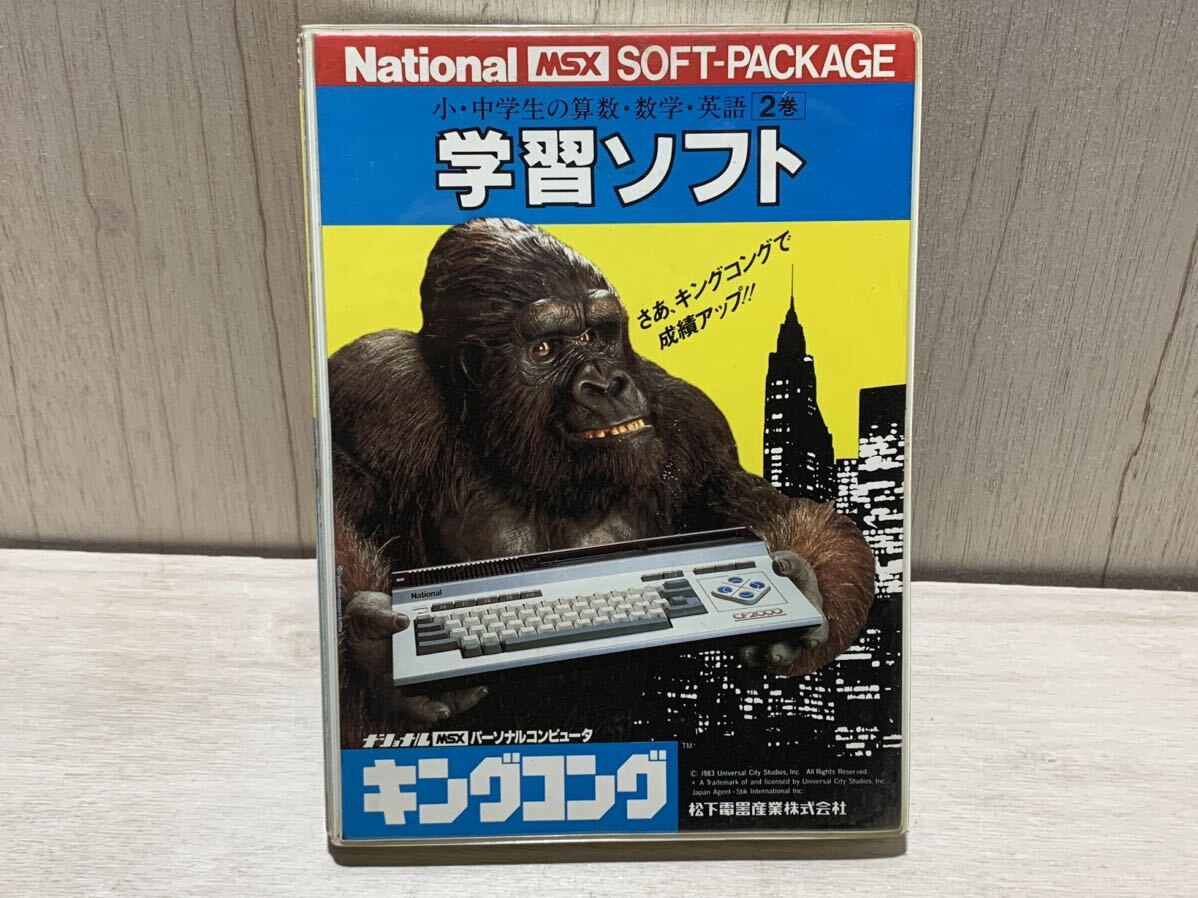 National MSX SOFT-PACKAGE
小・中学生の算数・数学・英語 2巻
学習ソフト
さあ、キングコングで
成績アップ!!
National
CF2000
ナショナル MSX パーソナルコンピュータ
キングコング TM
© 1983 Universal City Studios, Inc. All Rights Reserved.
* A Trademark of and licensed by Universal City Studios, Inc.
Japan Agent-Stik International Inc.
松下電器産業株式会社